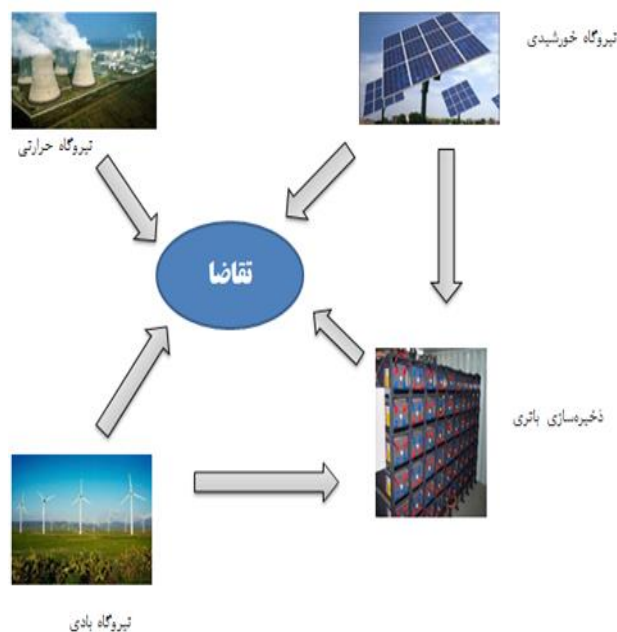 نیروگاه خورشیدی
نیروگاه حرارتی
تقاضا
ذخیره‌سازی باتری
نیروگاه بادی